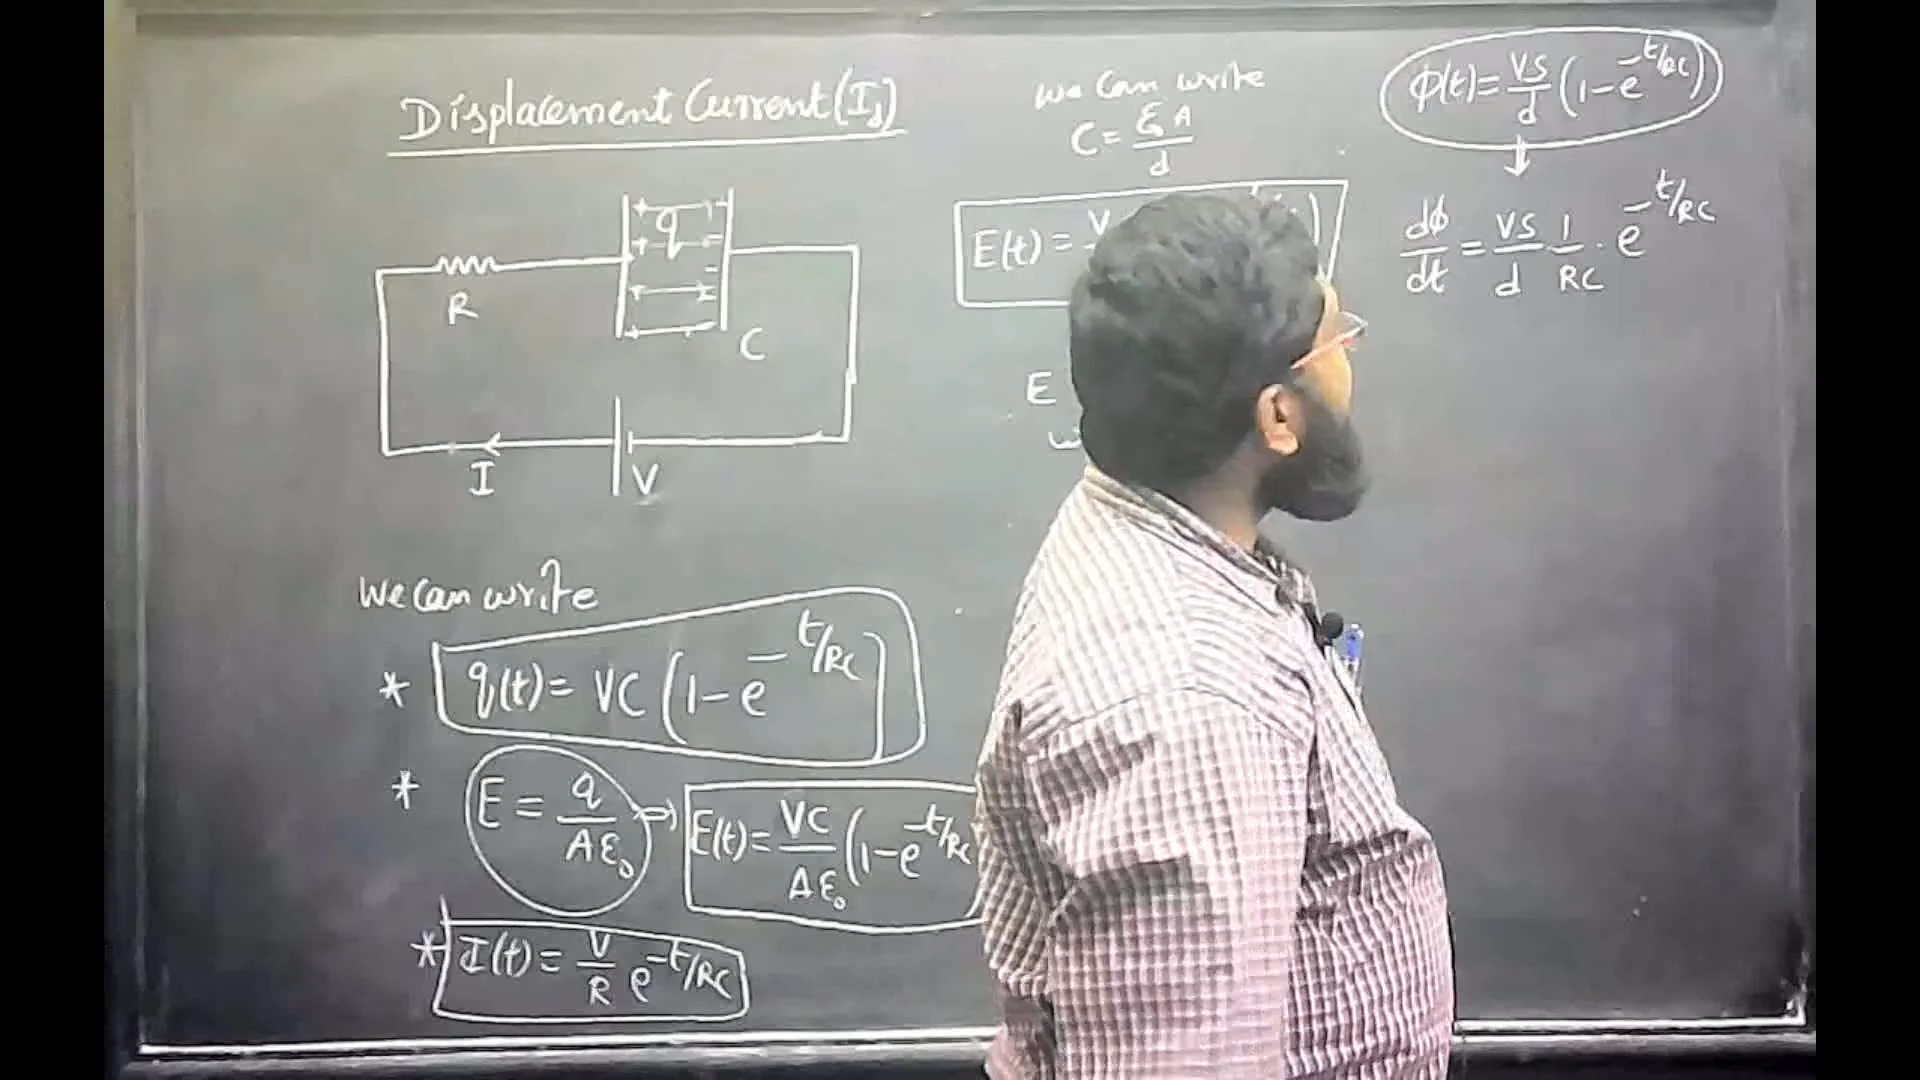 Displacement Current (I_d)
R
q
C
I
V
we can write
* q(t) = VC (1 - e^{-t/RC})
* E = q/Aε₀ ⇒ E(t) = VC/Aε₀ (1 - e^{-t/RC}
* I(t) = V/R e^{-t/RC}
we can write
C = ε₀A/d
E(t) = V
E
ϕ(t) = VS/d (1 - e^{-t/RC})
↓
dϕ/dt = VS/d 1/RC · e^{-t/RC}